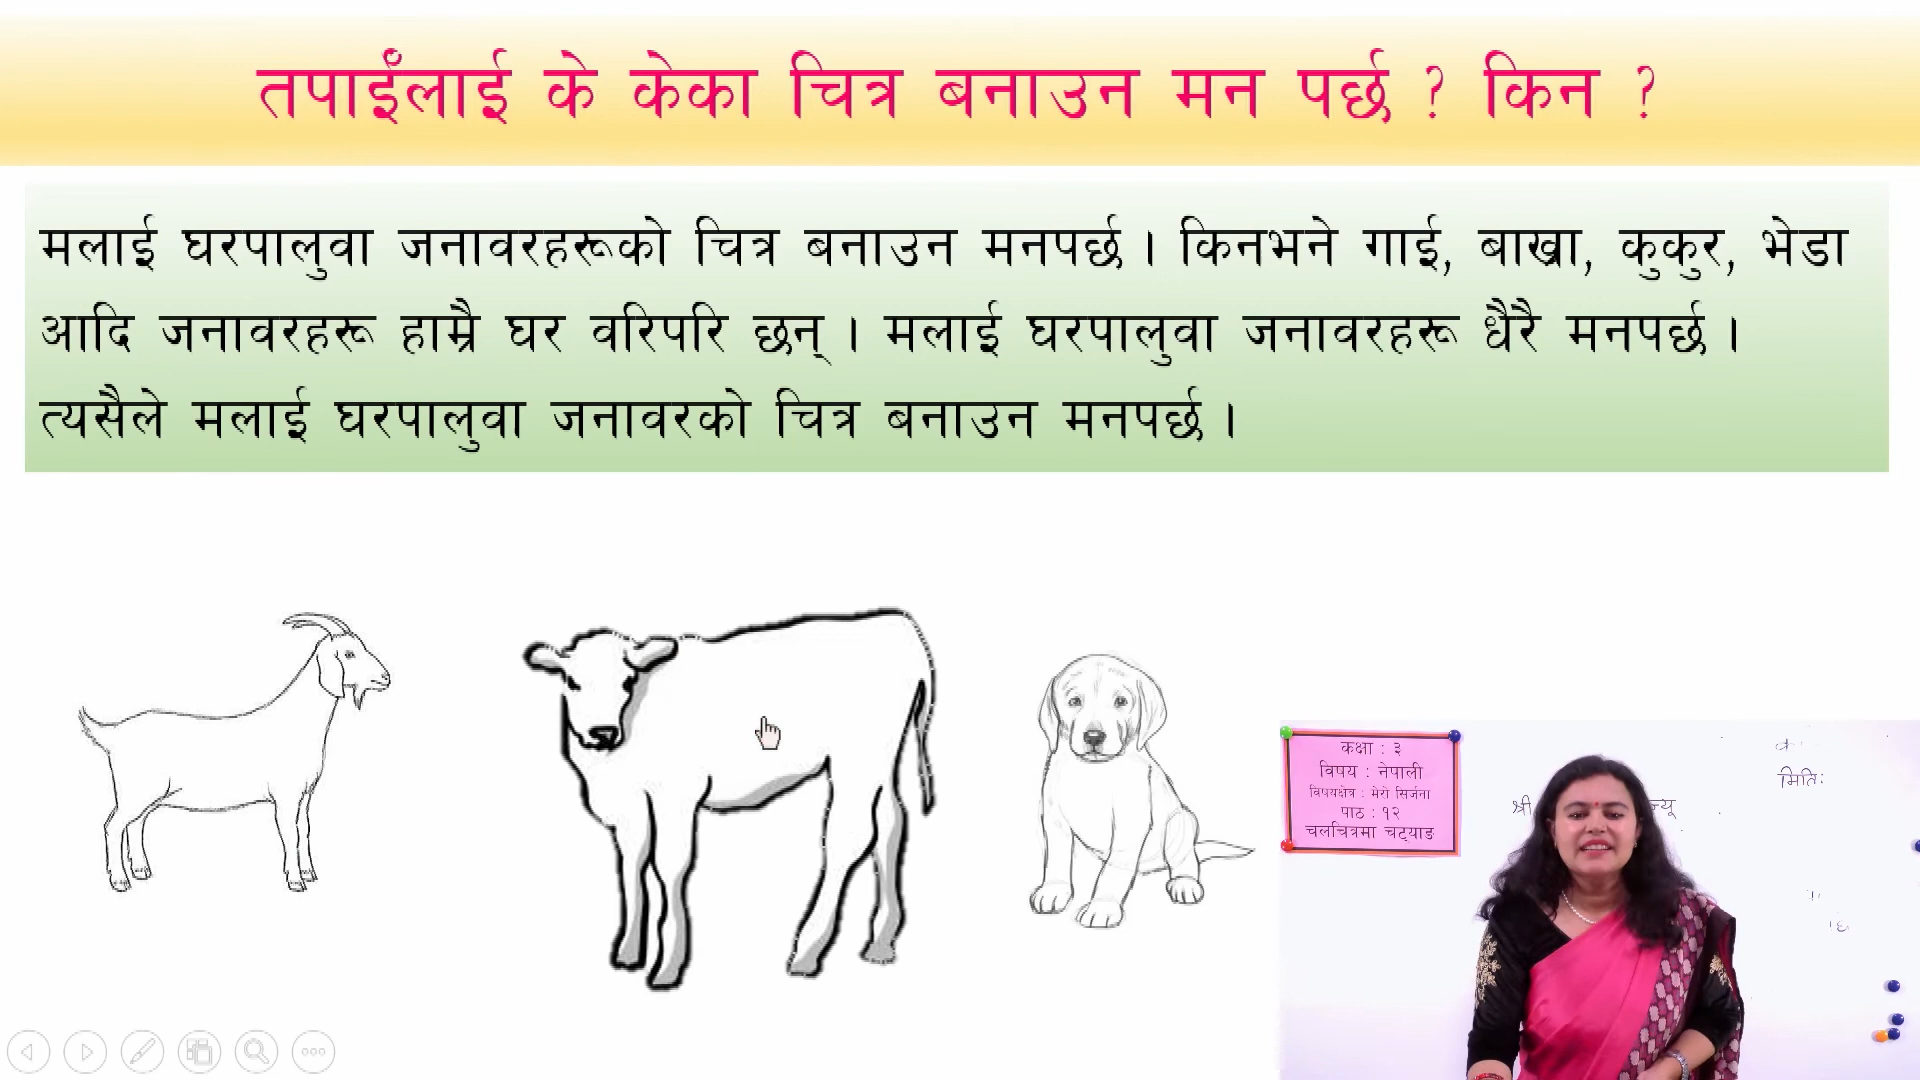 तपाईंलाई के केका चित्र बनाउन मन पर्छ ? किन ?
मलाई घरपालुवा जनावरहरूको चित्र बनाउन मनपर्छ । किनभने गाई, बाख्रा, कुकुर, भेडा
आदि जनावरहरू हाम्रै घर वरिपरि छन् । मलाई घरपालुवा जनावरहरू धैरै मनपर्छ ।
त्यसैले मलाई घरपालुवा जनावरको चित्र बनाउन मनपर्छ ।
कक्षा : ३
विषय : नेपाली
विषयक्षेत्र : मेरो सिर्जना
पाठ : १२
चलचित्रमा चट्याङ
मितिः
श्री